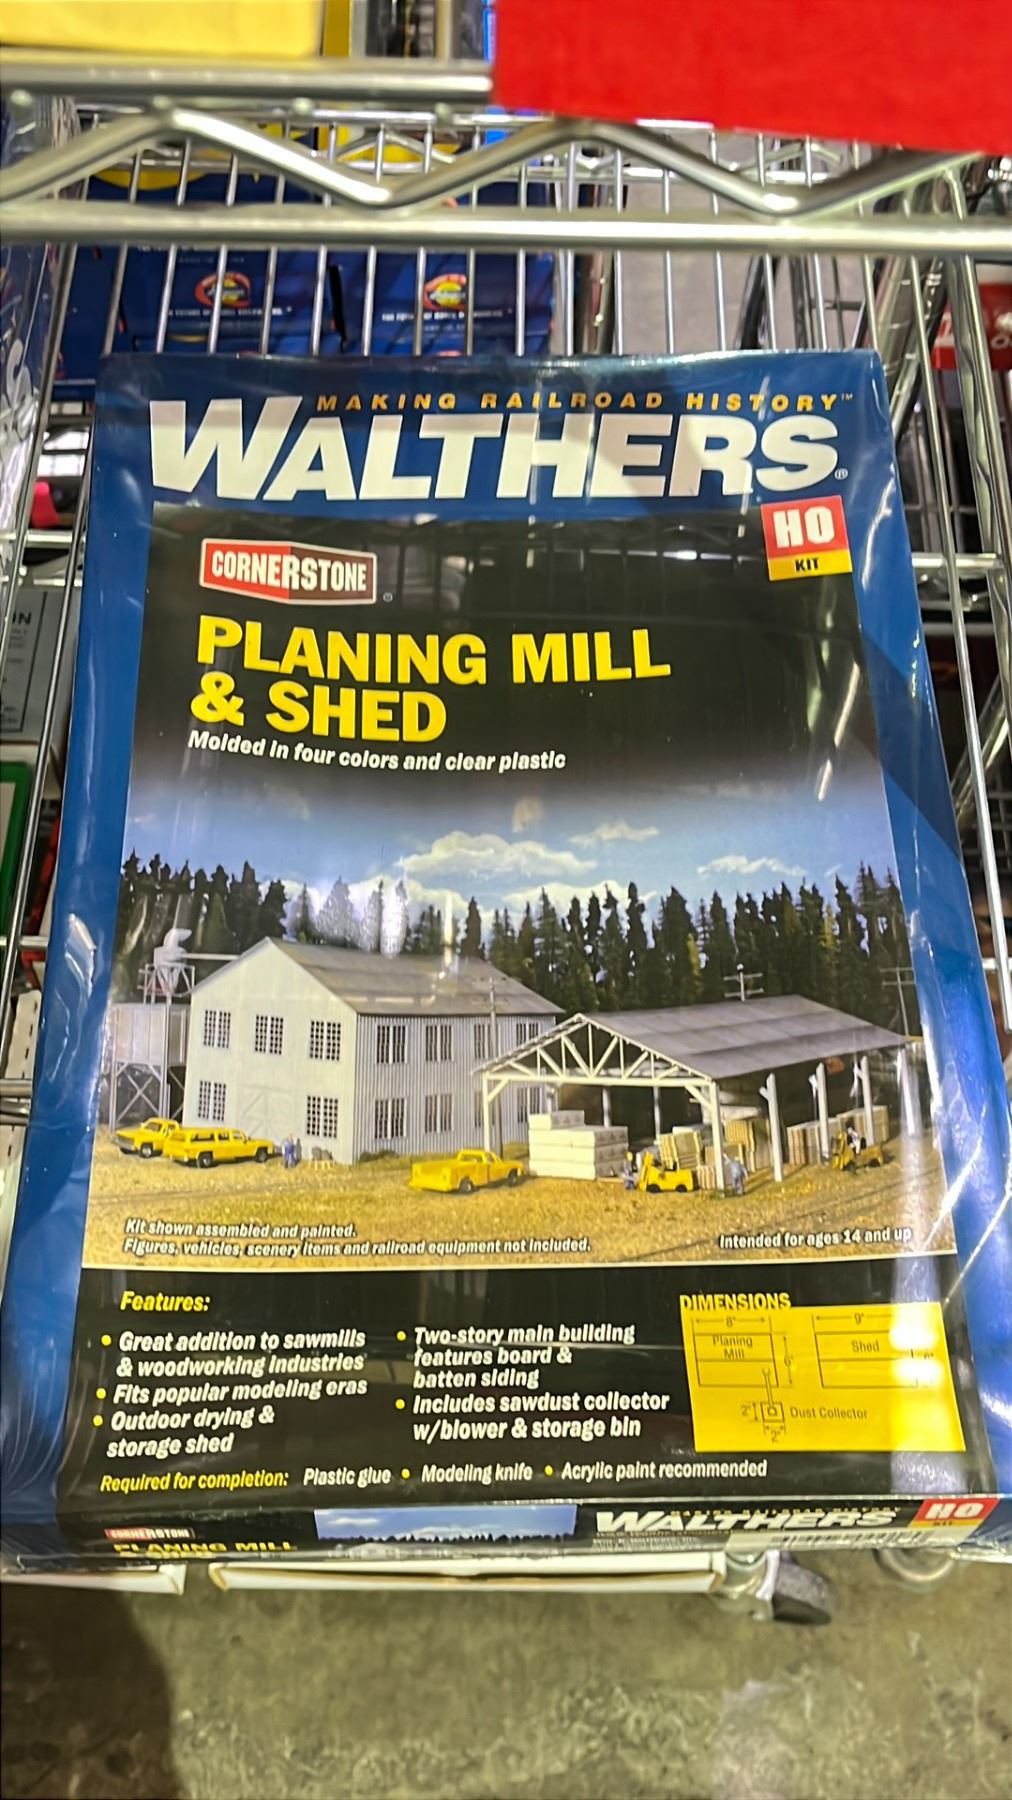 MAKING RAILROAD HISTORY™
WALTHERS®
HO
KIT
CORNERSTONE®
PLANING MILL
& SHED
Molded in four colors and clear plastic
Kit shown assembled and painted.
Figures, vehicles, scenery items and railroad equipment not included.
Intended for ages 14 and up
Features:
• Great addition to sawmills
& woodworking industries
• Fits popular modeling eras
• Outdoor drying &
storage shed
• Two-story main building
features board &
batten siding
• Includes sawdust collector
w/blower & storage bin
DIMENSIONS
8"
9"
Planing
Mill
Shed
6"
2"
Dust Collector
2"
Required for completion: Plastic glue • Modeling knife • Acrylic paint recommended
CORNERSTONE
PLANING MILL
WALTHERS
HO